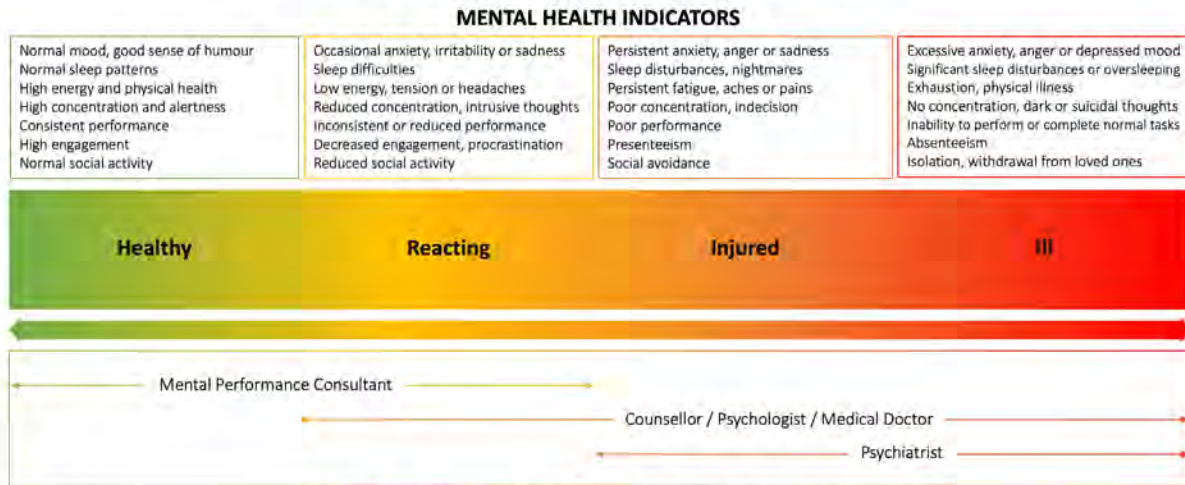 MENTAL HEALTH INDICATORS
Normal mood, good sense of humour
Normal sleep patterns
High energy and physical health
High concentration and alertness
Consistent performance
High engagement
Normal social activity
Occasional anxiety, irritability or sadness
Sleep difficulties
Low energy, tension or headaches
Reduced concentration, intrusive thoughts
Inconsistent or reduced performance
Decreased engagement, procrastination
Reduced social activity
Persistent anxiety, anger or sadness
Sleep disturbances, nightmares
Persistent fatigue, aches or pains
Poor concentration, indecision
Poor performance
Presenteeism
Social avoidance
Excessive anxiety, anger or depressed mood
Significant sleep disturbances or oversleeping
Exhaustion, physical illness
No concentration, dark or suicidal thoughts
Inability to perform or complete normal tasks
Absenteeism
Isolation, withdrawal from loved ones
Healthy
Reacting
Injured
Ill
Mental Performance Consultant
Counsellor / Psychologist / Medical Doctor
Psychiatrist